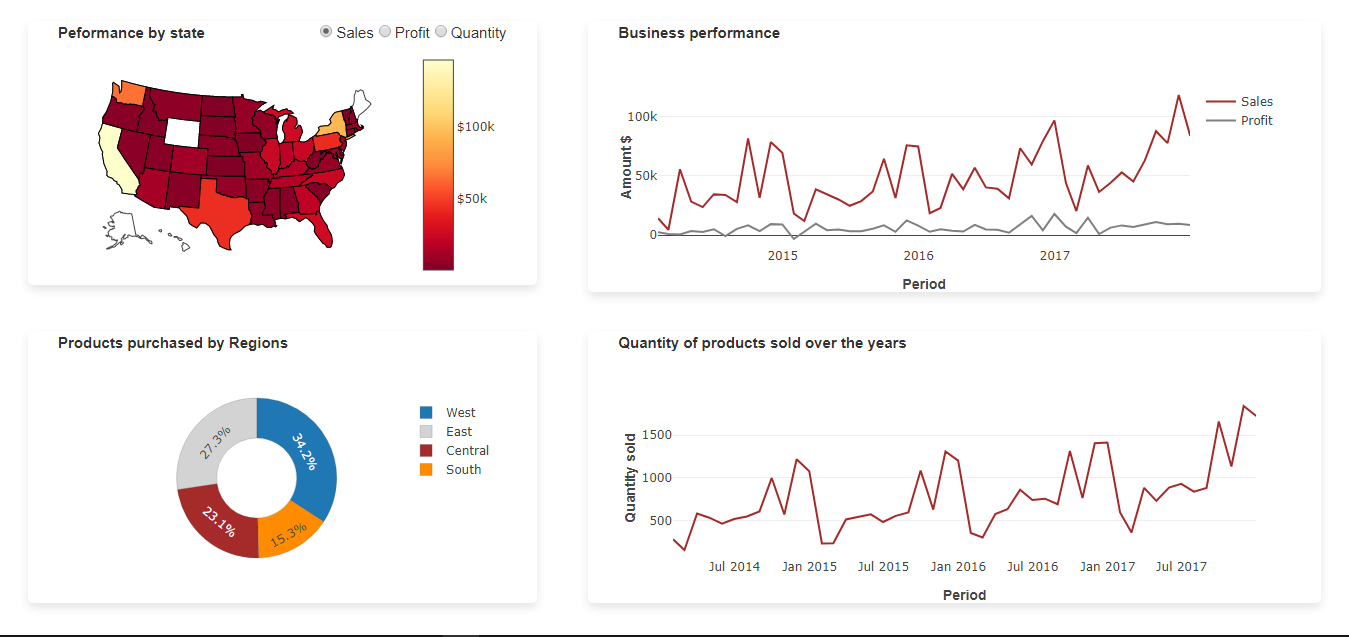 Peformance by state
Sales Profit Quantity
$100k
$50k
Business performance
Amount $
100k
50k
0
2015 2016 2017
Period
Sales
Profit
Products purchased by Regions
27.3%
34.2%
23.1%
15.3%
West
East
Central
South
Quantity of products sold over the years
Quantity sold
1500
1000
500
Jul 2014 Jan 2015 Jul 2015 Jan 2016 Jul 2016 Jan 2017 Jul 2017
Period